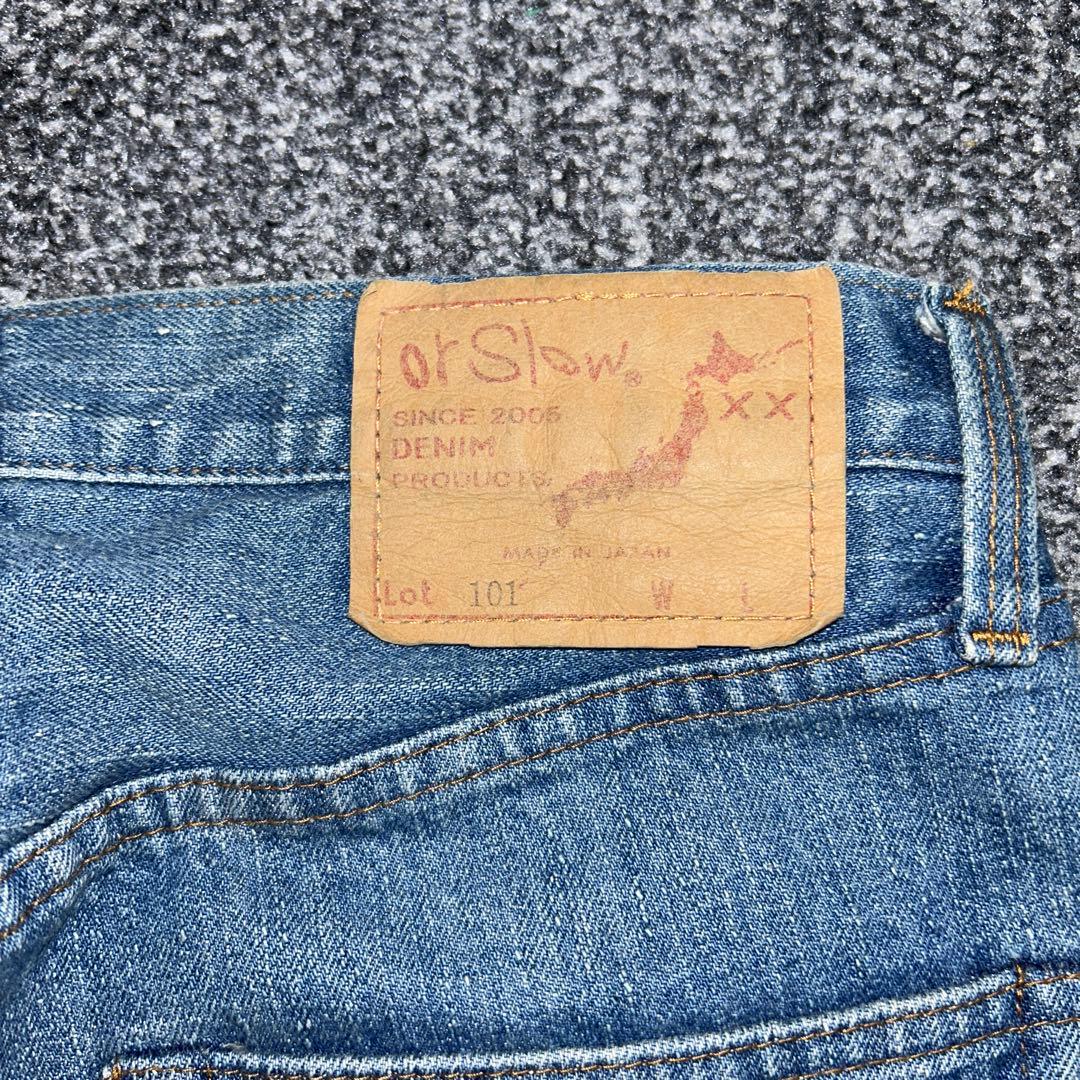 orSlow®
SINCE 2005
DENIM
PRODUCTS.
XX
MADE IN JAPAN
Lot 101 W L